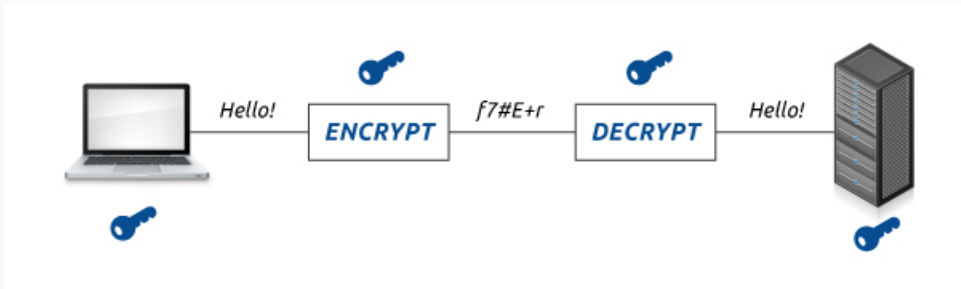 Hello!
ENCRYPT
f7#E+r
DECRYPT
Hello!